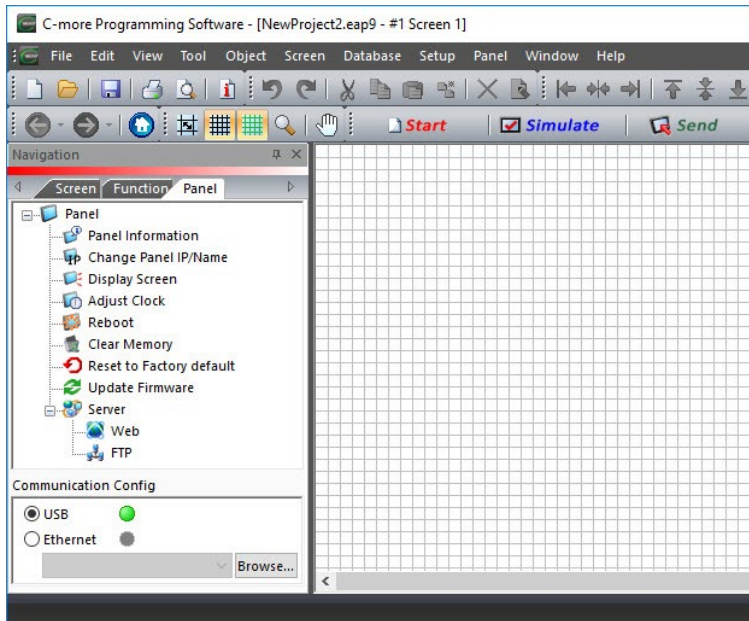 C-more Programming Software - [NewProject2.eap9 - #1 Screen 1]
File Edit View Tool Object Screen Database Setup Panel Window Help
Start Simulate Send
Navigation
Screen Function Panel
Panel
Panel Information
IP Change Panel IP/Name
Display Screen
Adjust Clock
Reboot
Clear Memory
Reset to Factory default
Update Firmware
Server
Web
FTP
Communication Config
USB
Ethernet
Browse...